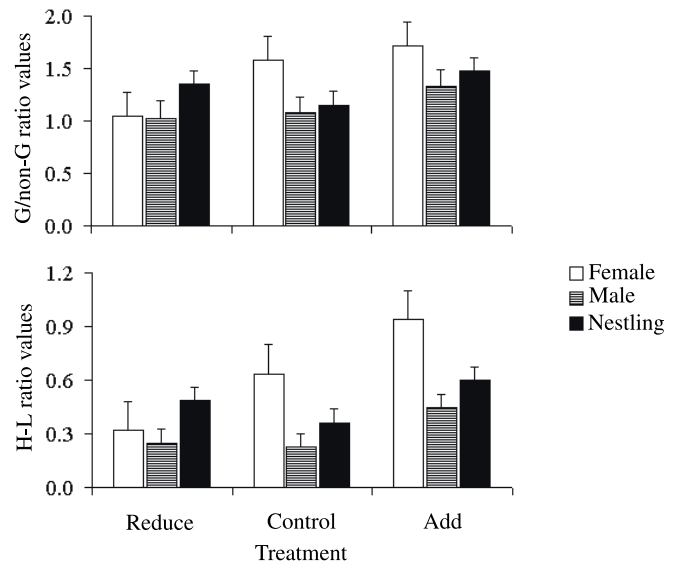 G/non-G ratio values
2.0
1.5
1.0
0.5
0.0
H-L ratio values
1.2
0.9
0.6
0.3
0.0
Female
Male
Nestling
Reduce Control Add
Treatment